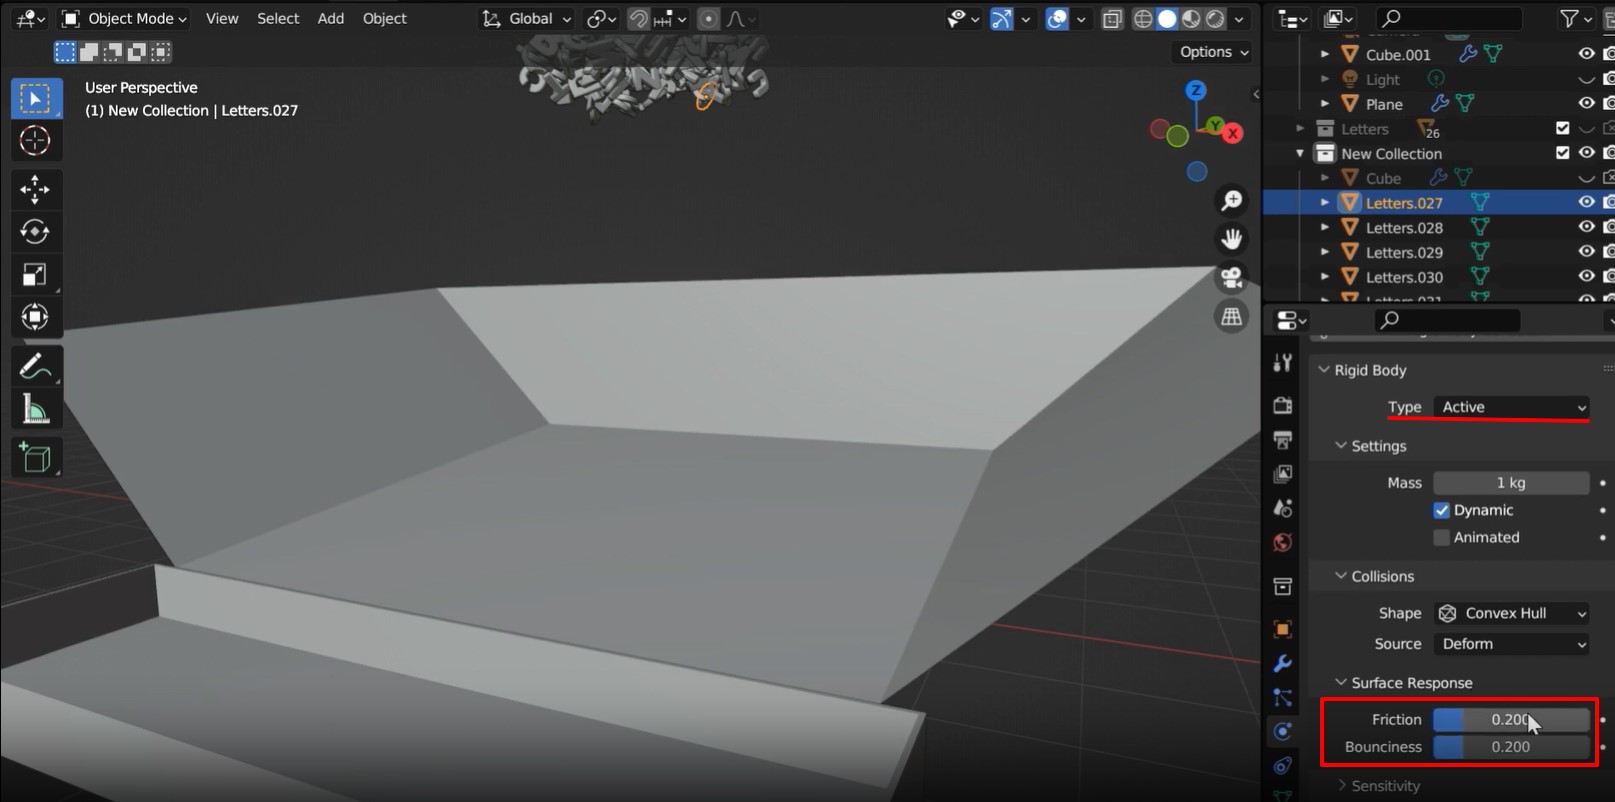 Object Mode
View
Select
Add
Object
Global
Options
User Perspective
(1) New Collection | Letters.027
Z
Y
X
Cube.001
Light
Plane
Letters
26
New Collection
Cube
Letters.027
Letters.028
Letters.029
Letters.030
Rigid Body
Type Active
Settings
Mass 1 kg
Dynamic
Animated
Collisions
Shape Convex Hull
Source Deform
Surface Response
Friction 0.200
Bounciness 0.200
Sensitivity